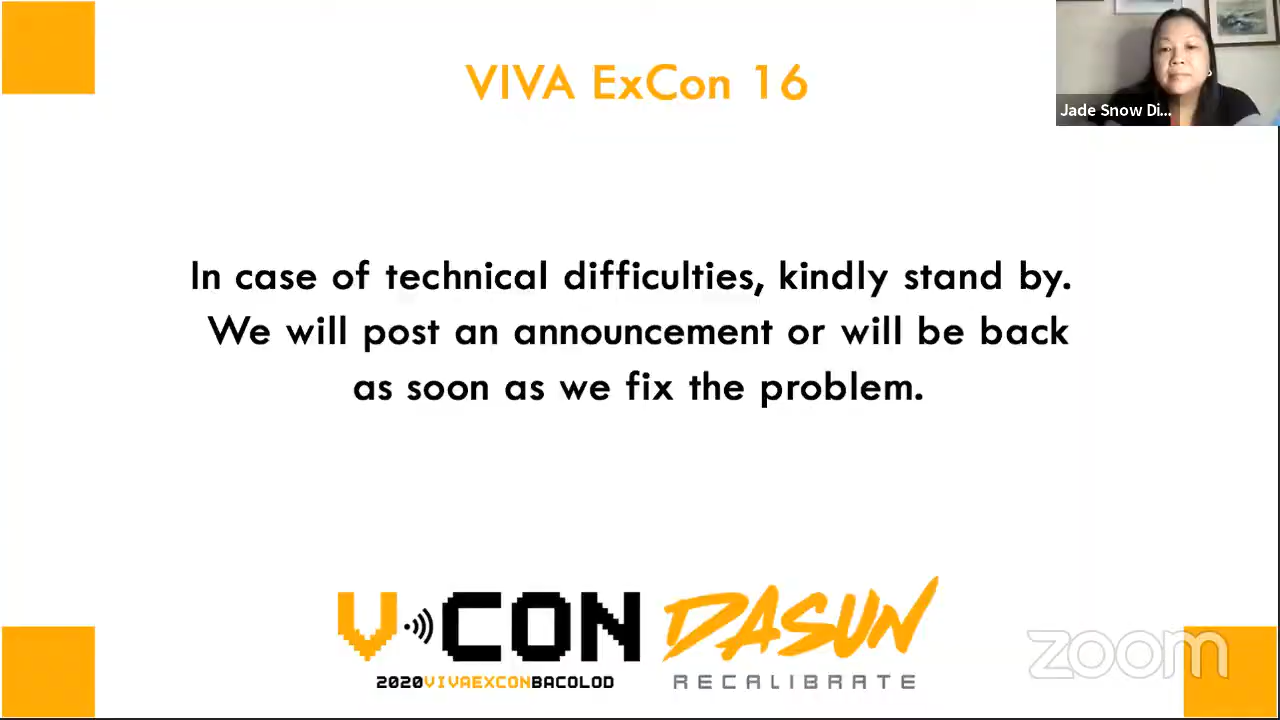 VIVA ExCon 16
Jade Snow Di...
In case of technical difficulties, kindly stand by.
We will post an announcement or will be back
as soon as we fix the problem.
V CON DASUN
2020VIVAEXCONBACOLOD RECALIBRATE
zoom